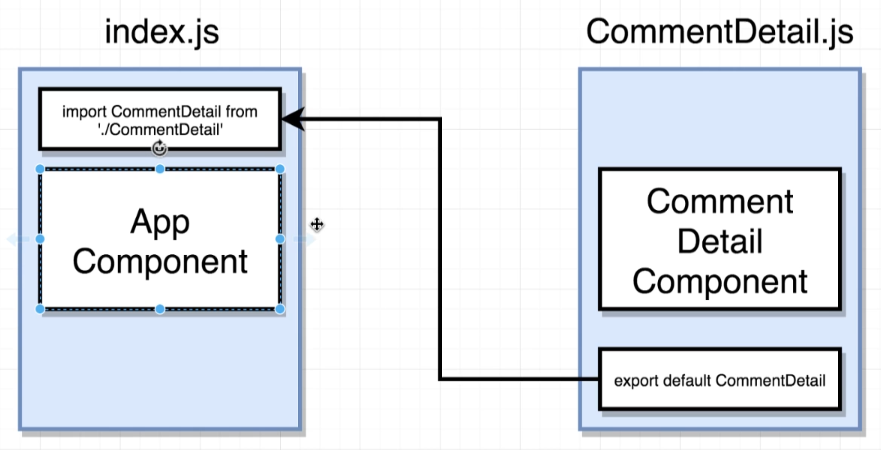 index.js
import CommentDetail from
'./CommentDetail'
App
Component
CommentDetail.js
Comment
Detail
Component
export default CommentDetail